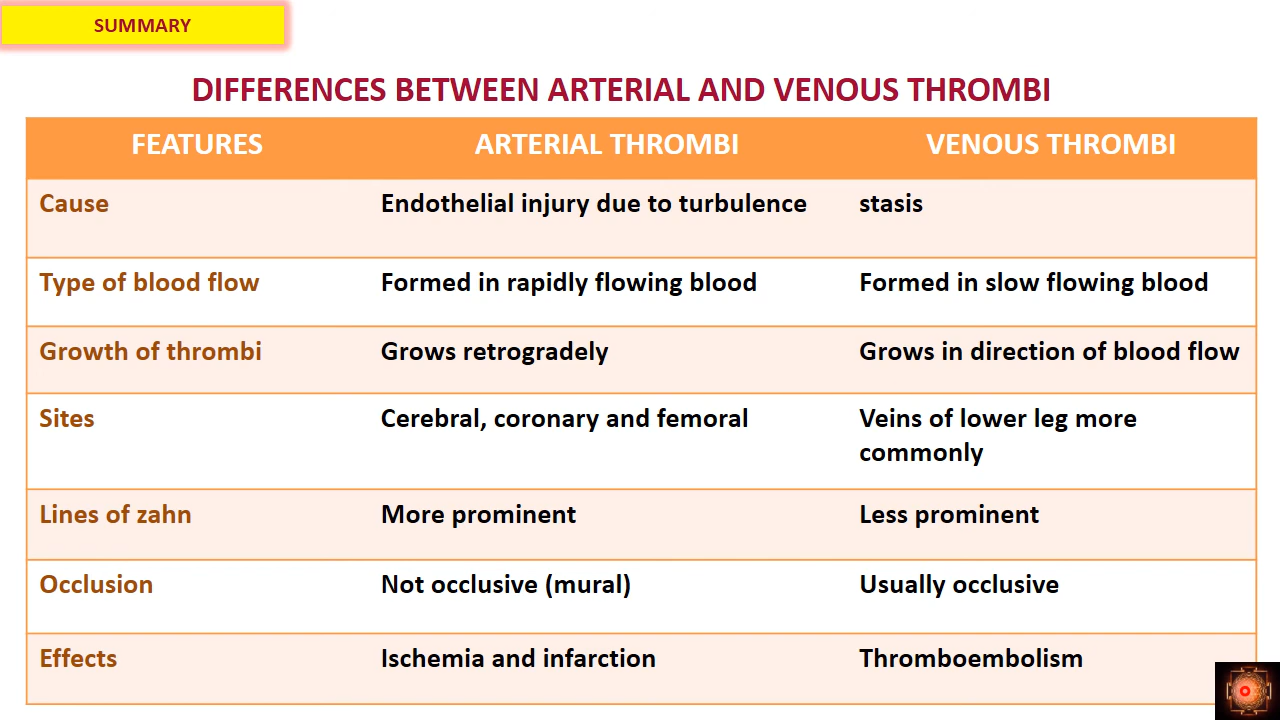 SUMMARY
DIFFERENCES BETWEEN ARTERIAL AND VENOUS THROMBI
FEATURES ARTERIAL THROMBI VENOUS THROMBI
Cause Endothelial injury due to turbulence stasis
Type of blood flow Formed in rapidly flowing blood Formed in slow flowing blood
Growth of thrombi Grows retrogradely Grows in direction of blood flow
Sites Cerebral, coronary and femoral Veins of lower leg more
commonly
Lines of zahn More prominent Less prominent
Occlusion Not occlusive (mural) Usually occlusive
Effects Ischemia and infarction Thromboembolism